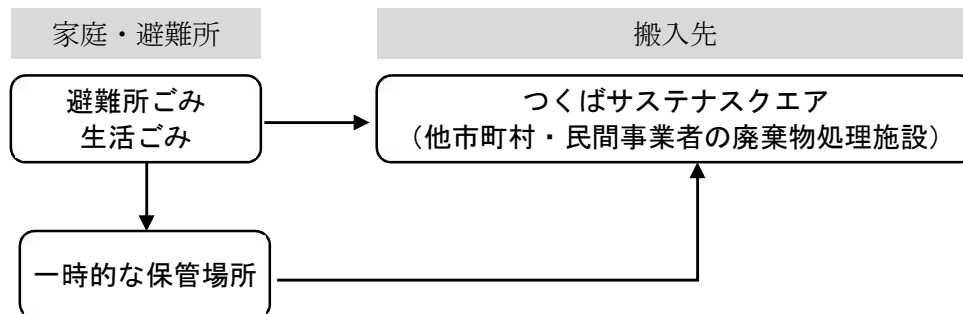 家庭・避難所
搬入先
避難所ごみ
生活ごみ
つくばサステナスクエア
（他市町村・民間事業者の廃棄物処理施設）
一時的な保管場所